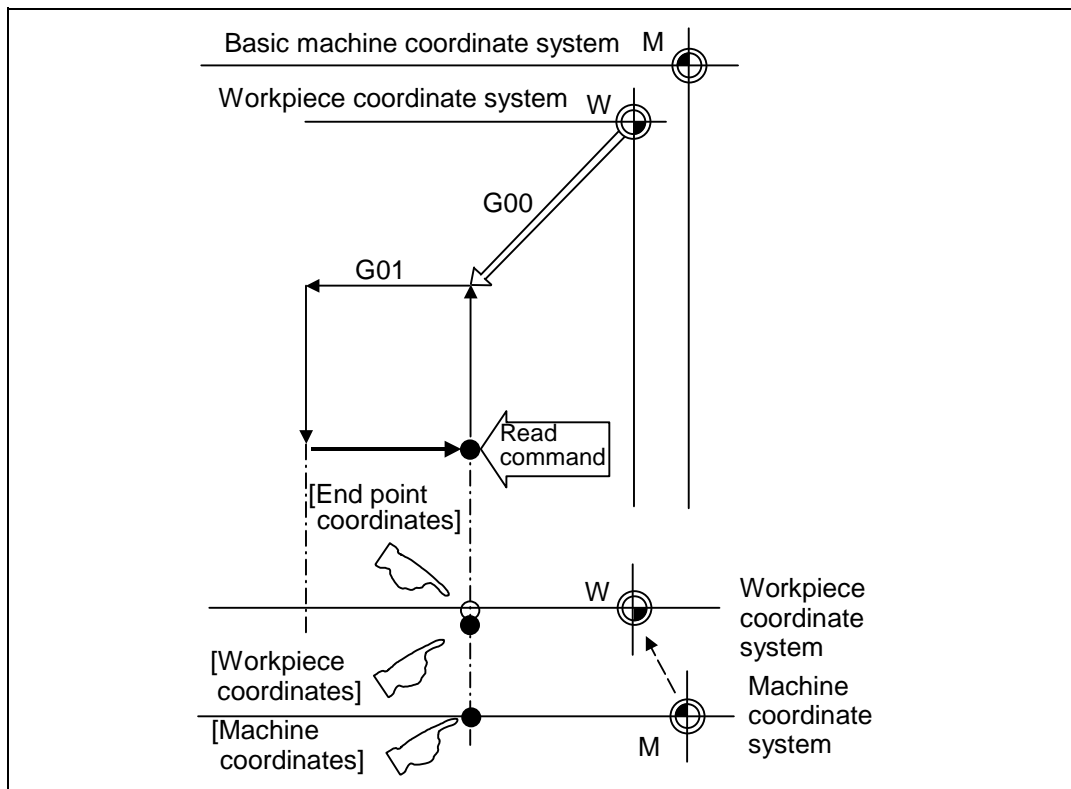 Basic machine coordinate system M
Workpiece coordinate system W
G00
G01
Read
command
[End point
coordinates]
W
Workpiece
coordinate
system
[Workpiece
coordinates]
Machine
coordinate
system
[Machine
coordinates]
M